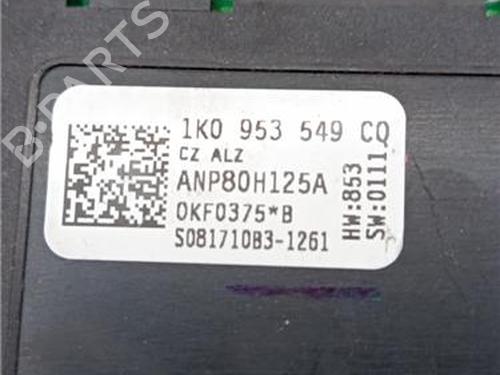 1K0 953 549 CQ
CZ ALZ
ANP80H125A
0KF0375*B
S081710B3-1261
HW:853
SW:0111
B-PARTS